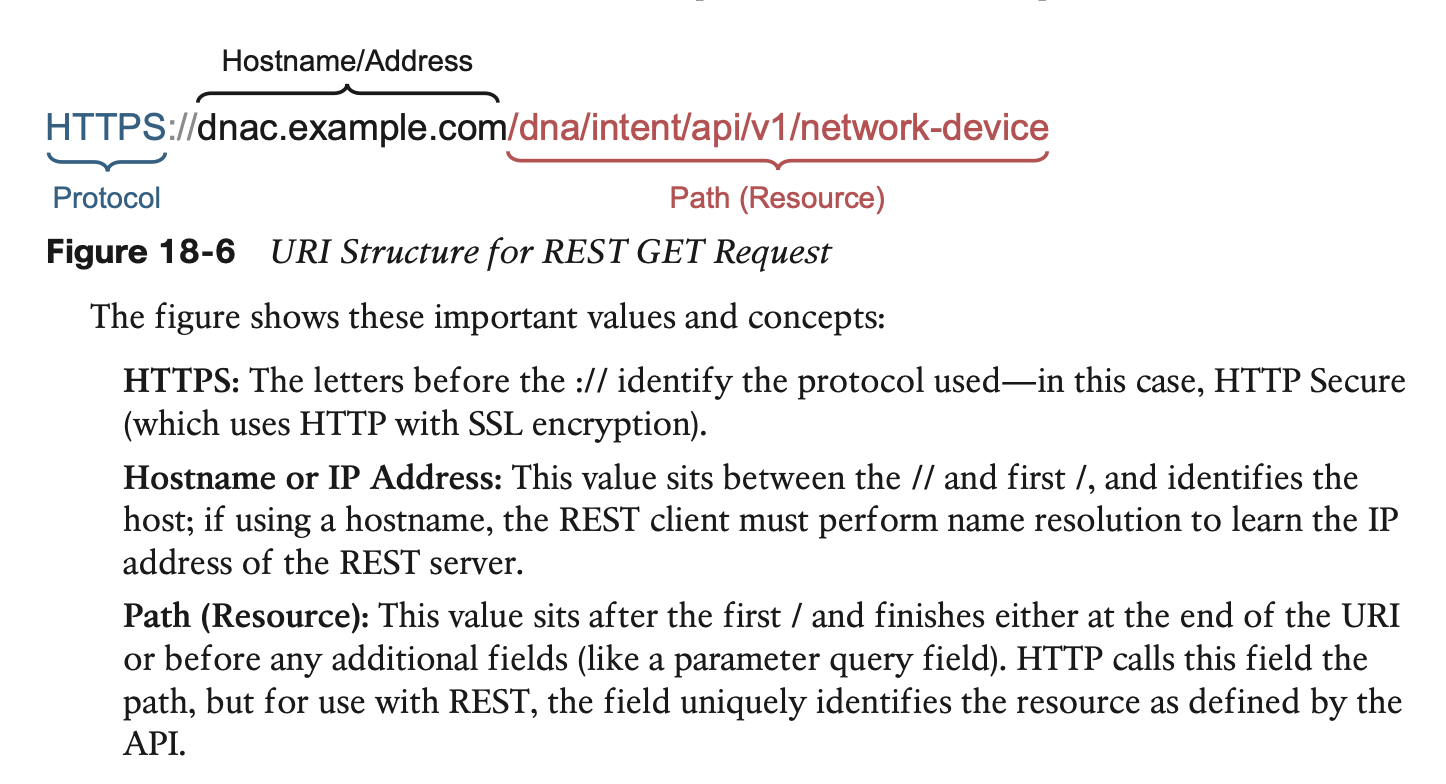 Hostname/Address
HTTPS://dnac.example.com/dna/intent/api/v1/network-device
Protocol
Path (Resource)
Figure 18-6 URI Structure for REST GET Request
The figure shows these important values and concepts:
HTTPS: The letters before the :// identify the protocol used—in this case, HTTP Secure
(which uses HTTP with SSL encryption).
Hostname or IP Address: This value sits between the // and first /, and identifies the
host; if using a hostname, the REST client must perform name resolution to learn the IP
address of the REST server.
Path (Resource): This value sits after the first / and finishes either at the end of the URI
or before any additional fields (like a parameter query field). HTTP calls this field the
path, but for use with REST, the field uniquely identifies the resource as defined by the
API.